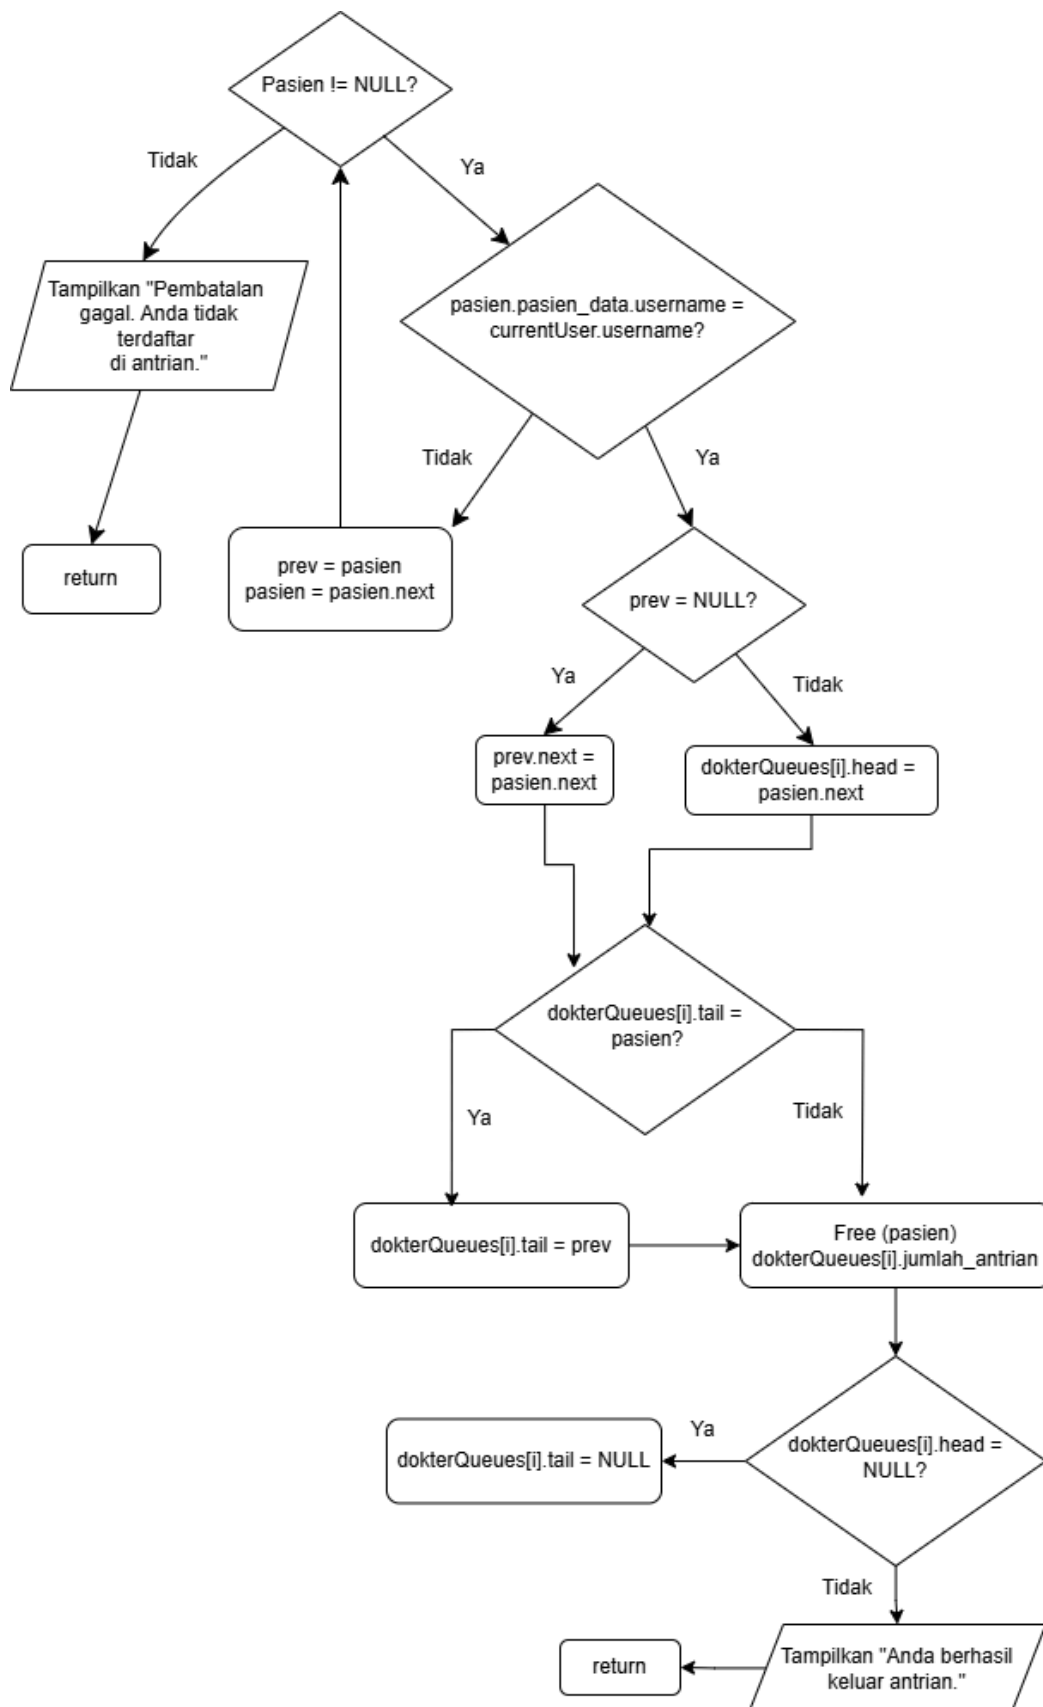 Pasien != NULL?
Tidak
Ya
Tampilkan "Pembatalan
gagal. Anda tidak
terdaftar
di antrian."
pasien.pasien_data.username =
currentUser.username?
Tidak
Ya
return
prev = pasien
pasien = pasien.next
prev = NULL?
Ya
Tidak
prev.next =
pasien.next
dokterQueues[i].head =
pasien.next
dokterQueues[i].tail =
pasien?
Ya
Tidak
dokterQueues[i].tail = prev
Free (pasien)
dokterQueues[i].jumlah_antrian
Ya
dokterQueues[i].tail = NULL
dokterQueues[i].head =
NULL?
Tidak
return
Tampilkan "Anda berhasil
keluar antrian."